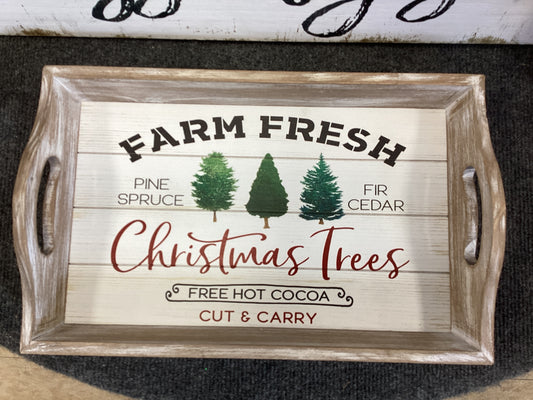 FARM FRESH
PINE SPRUCE
FIR CEDAR
Christmas Trees
FREE HOT COCOA
CUT & CARRY